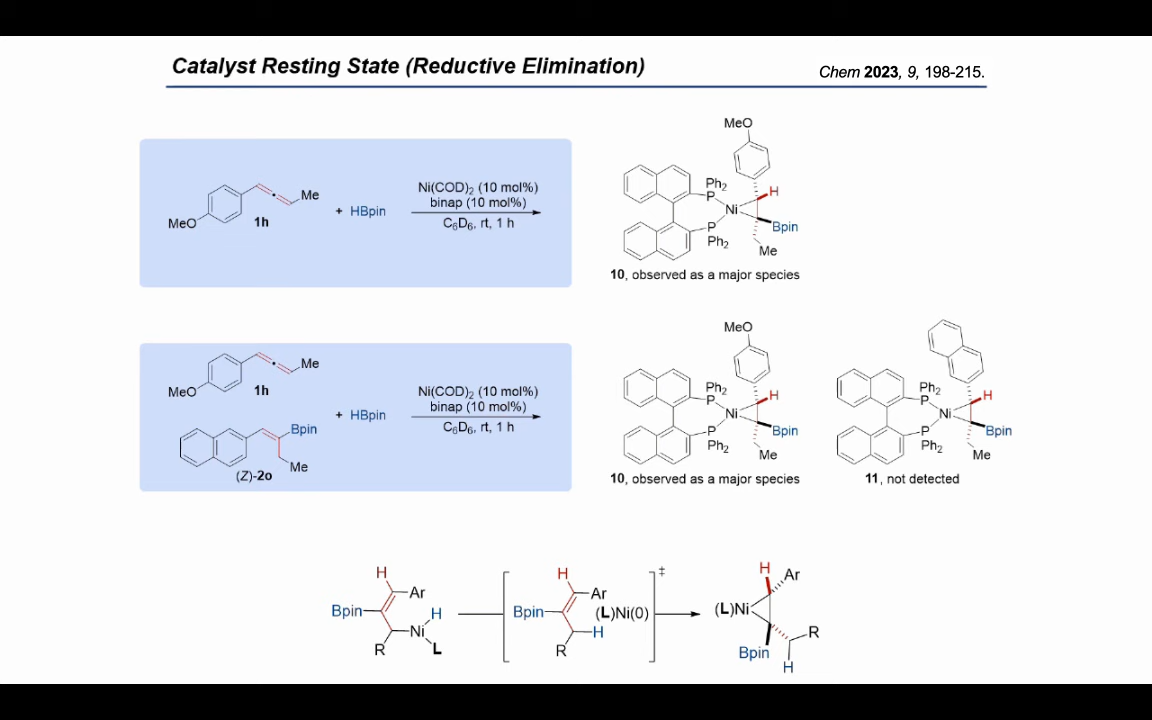 Catalyst Resting State (Reductive Elimination)
Chem 2023, 9, 198-215.
MeO
Me
1h
+ HBpin
Ni(COD)₂ (10 mol%)
binap (10 mol%)
C₆D₆, rt, 1 h
MeO
Ph₂
P
Ni
P
Ph₂
H
Bpin
Me
10, observed as a major species
MeO
Me
1h
Bpin
Me
(Z)-2o
+ HBpin
Ni(COD)₂ (10 mol%)
binap (10 mol%)
C₆D₆, rt, 1 h
MeO
Ph₂
P
Ni
P
Ph₂
H
Bpin
Me
10, observed as a major species
Ph₂
P
Ni
P
Ph₂
H
Bpin
Me
11, not detected
H
Ar
Bpin
H
Ni
R
L
H
Ar
Bpin
(L)Ni(0)
H
R
‡
H
Ar
(L)Ni
R
Bpin
H